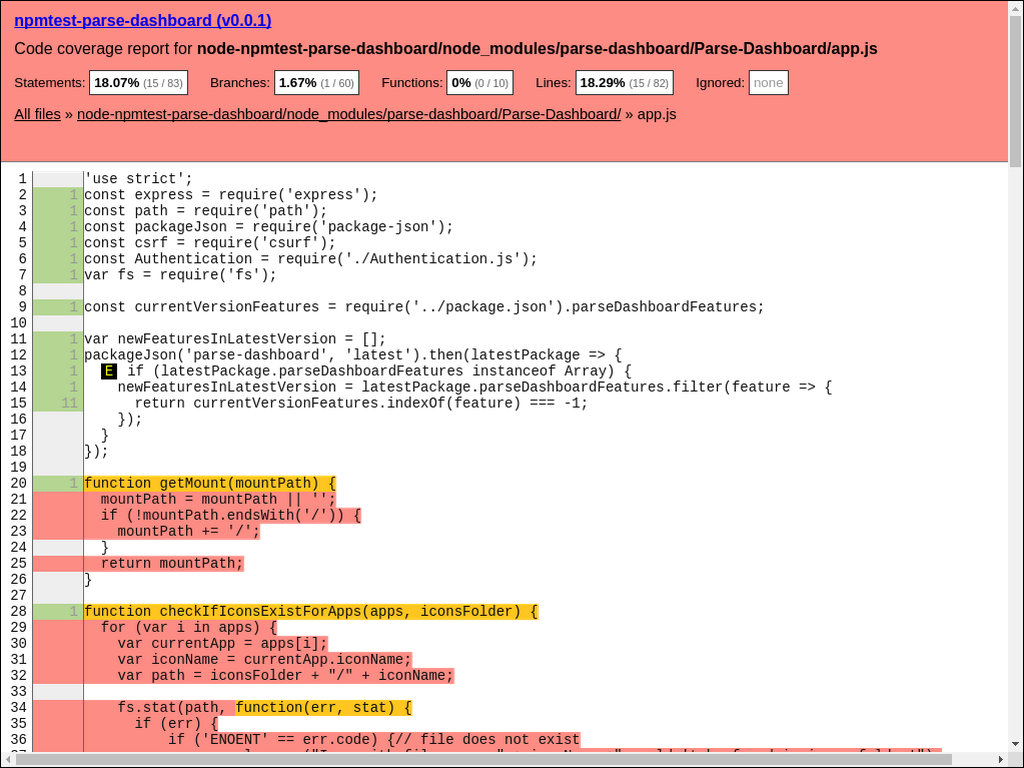 npmtest-parse-dashboard (v0.0.1)
Code coverage report for node-npmtest-parse-dashboard/node_modules/parse-dashboard/Parse-Dashboard/app.js
Statements: 18.07% (15 / 83) Branches: 1.67% (1 / 60) Functions: 0% (0 / 10) Lines: 18.29% (15 / 82) Ignored: none
All files » node-npmtest-parse-dashboard/node_modules/parse-dashboard/Parse-Dashboard/ » app.js
1 'use strict';
2 1 const express = require('express');
3 1 const path = require('path');
4 1 const packageJson = require('package-json');
5 1 const csrf = require('csurf');
6 1 const Authentication = require('./Authentication.js');
7 1 var fs = require('fs');
8
9 1 const currentVersionFeatures = require('../package.json').parseDashboardFeatures;
10
11 1 var newFeaturesInLatestVersion = [];
12 1 packageJson('parse-dashboard', 'latest').then(latestPackage => {
13 1 E if (latestPackage.parseDashboardFeatures instanceof Array) {
14 1 newFeaturesInLatestVersion = latestPackage.parseDashboardFeatures.filter(feature => {
15 11 return currentVersionFeatures.indexOf(feature) === -1;
16 });
17 }
18 });
19
20 1 function getMount(mountPath) {
21 mountPath = mountPath || '';
22 if (!mountPath.endsWith('/')) {
23 mountPath += '/';
24 }
25 return mountPath;
26 }
27
28 1 function checkIfIconsExistForApps(apps, iconsFolder) {
29 for (var i in apps) {
30 var currentApp = apps[i];
31 var iconName = currentApp.iconName;
32 var path = iconsFolder + "/" + iconName;
33
34 fs.stat(path, function(err, stat) {
35 if (err) {
36 if ('ENOENT' == err.code) {// file does not exist